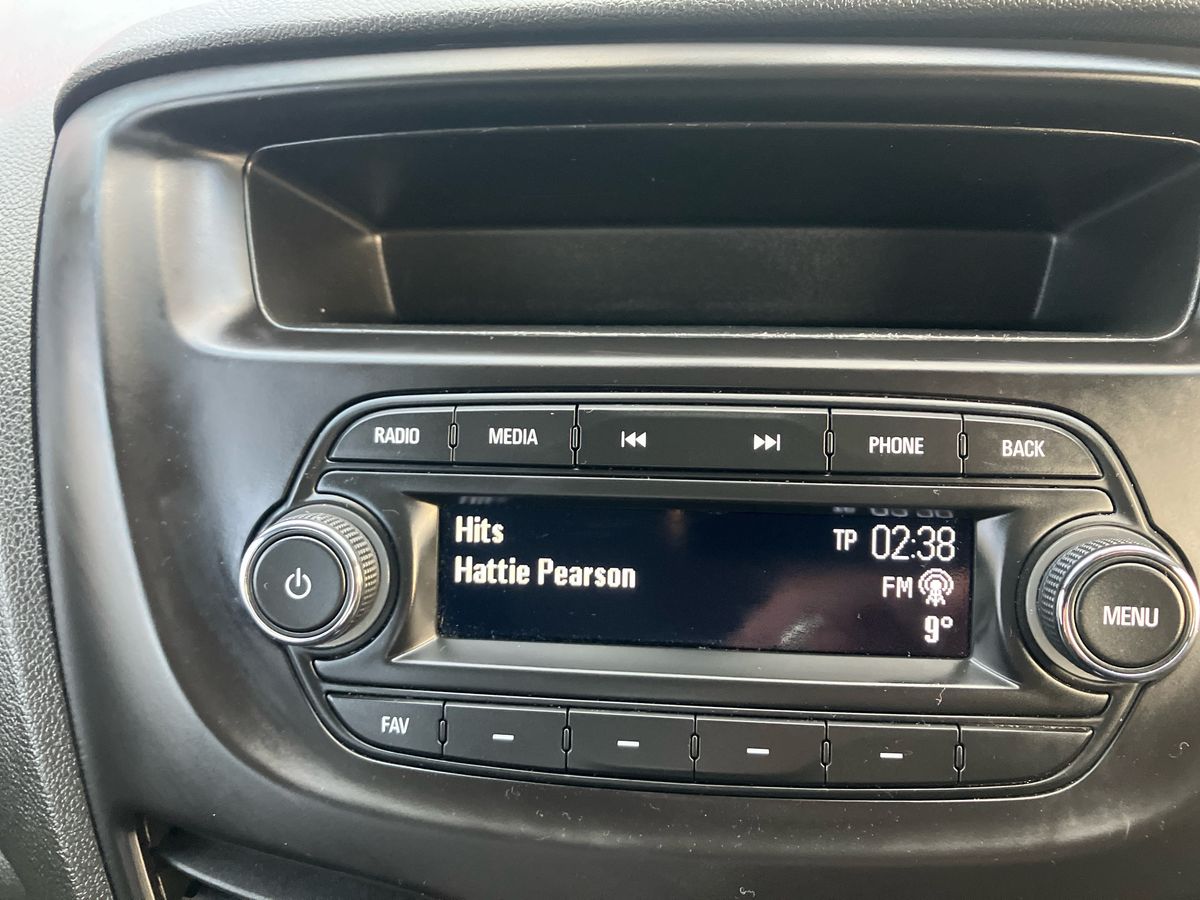 RADIO MEDIA PHONE BACK
Hits TP 02:38
Hattie Pearson FM
9°
MENU
FAV